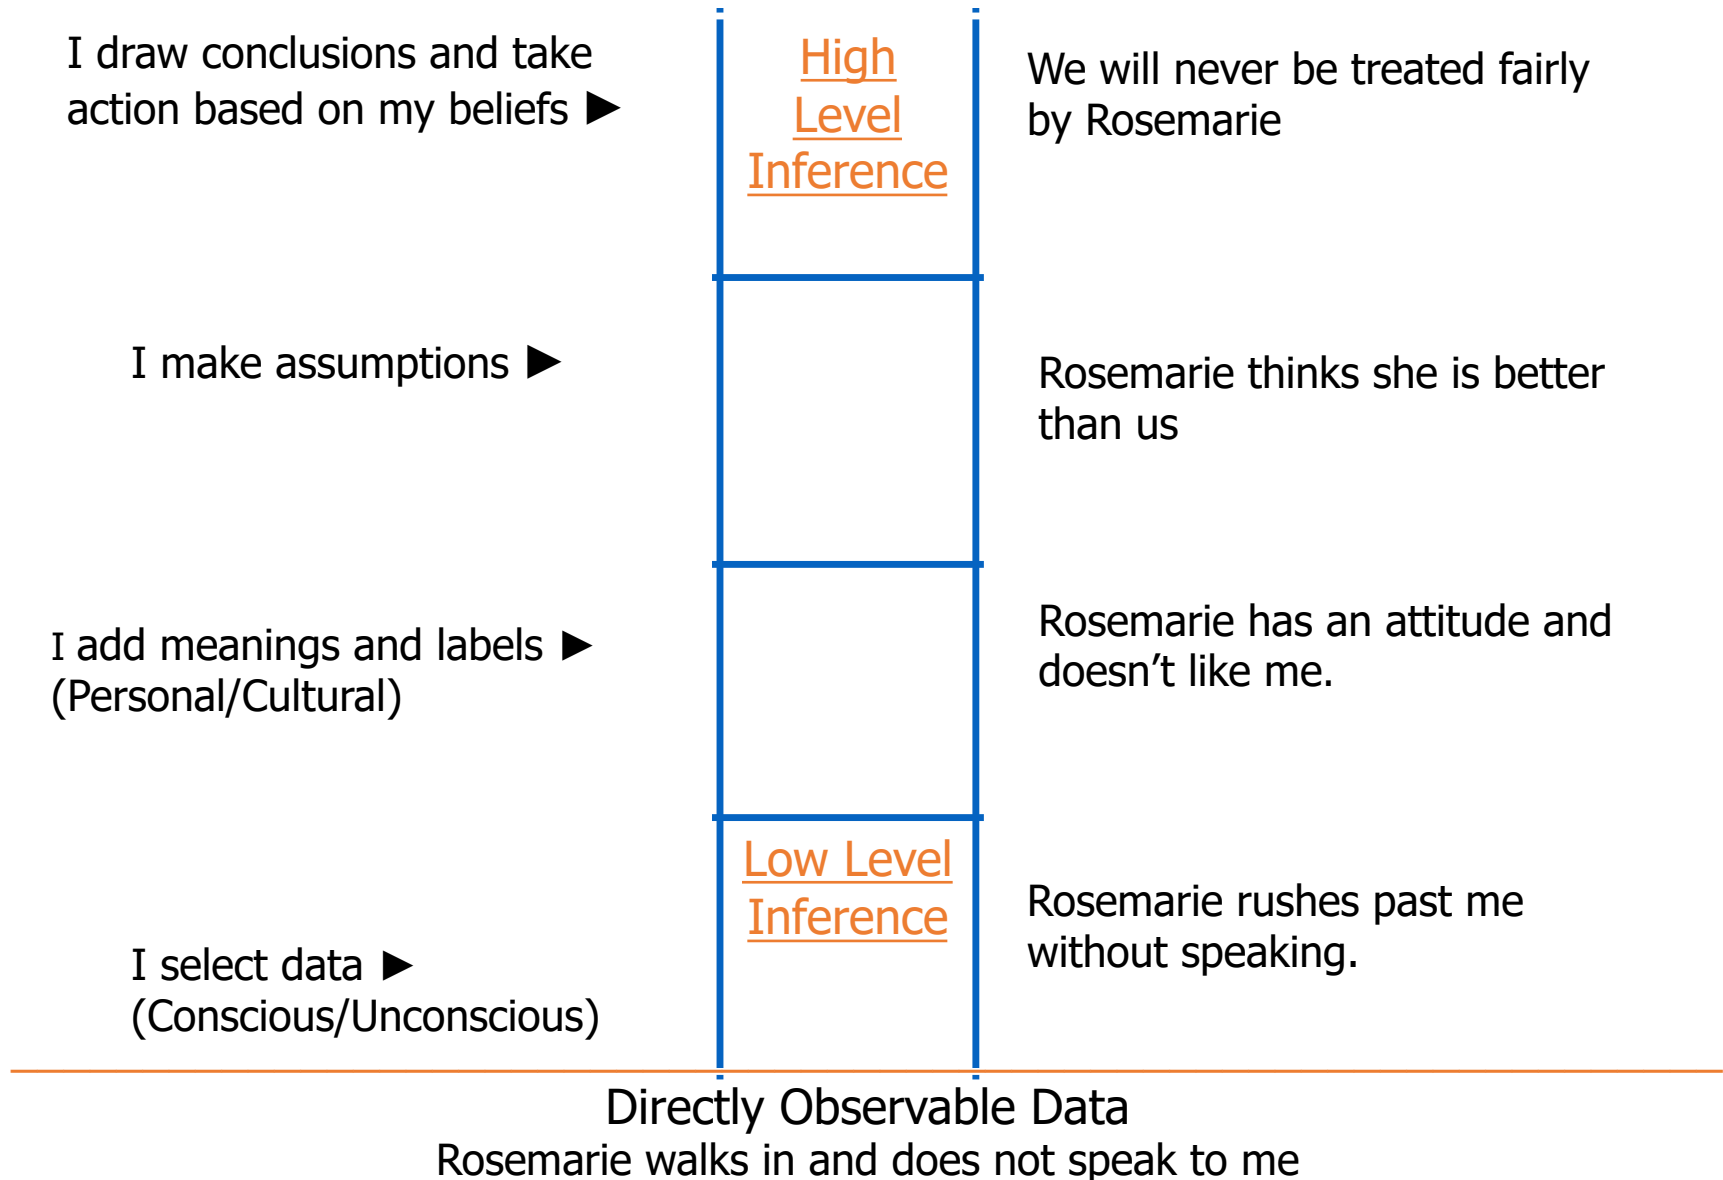 I draw conclusions and take
action based on my beliefs ►
High
Level
Inference
We will never be treated fairly
by Rosemarie
I make assumptions ►
Rosemarie thinks she is better
than us
I add meanings and labels ►
(Personal/Cultural)
Rosemarie has an attitude and
doesn’t like me.
Low Level
Inference
I select data ►
(Conscious/Unconscious)
Rosemarie rushes past me
without speaking.
Directly Observable Data
Rosemarie walks in and does not speak to me